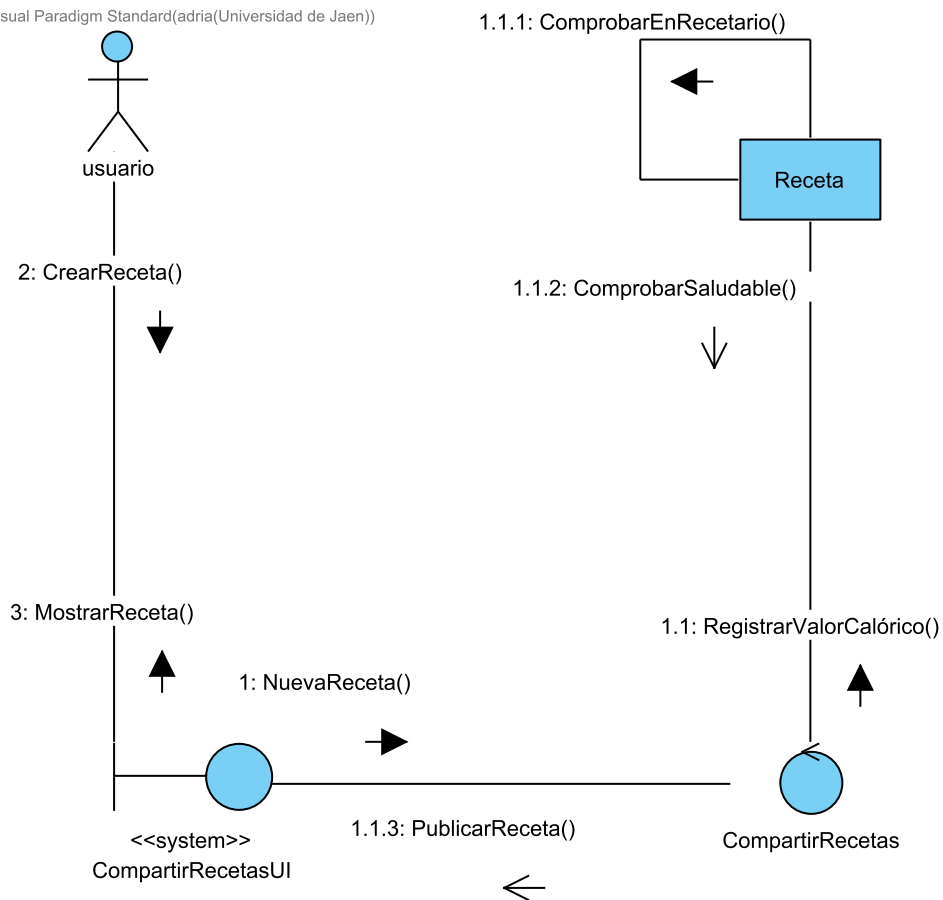 sual Paradigm Standard(adria(Universidad de Jaen))
1.1.1: ComprobarEnRecetario()
usuario
Receta
2: CrearReceta()
1.1.2: ComprobarSaludable()
3: MostrarReceta()
1.1: RegistrarValorCalórico()
1: NuevaReceta()
1.1.3: PublicarReceta()
<<system>>
CompartirRecetasUI
CompartirRecetas